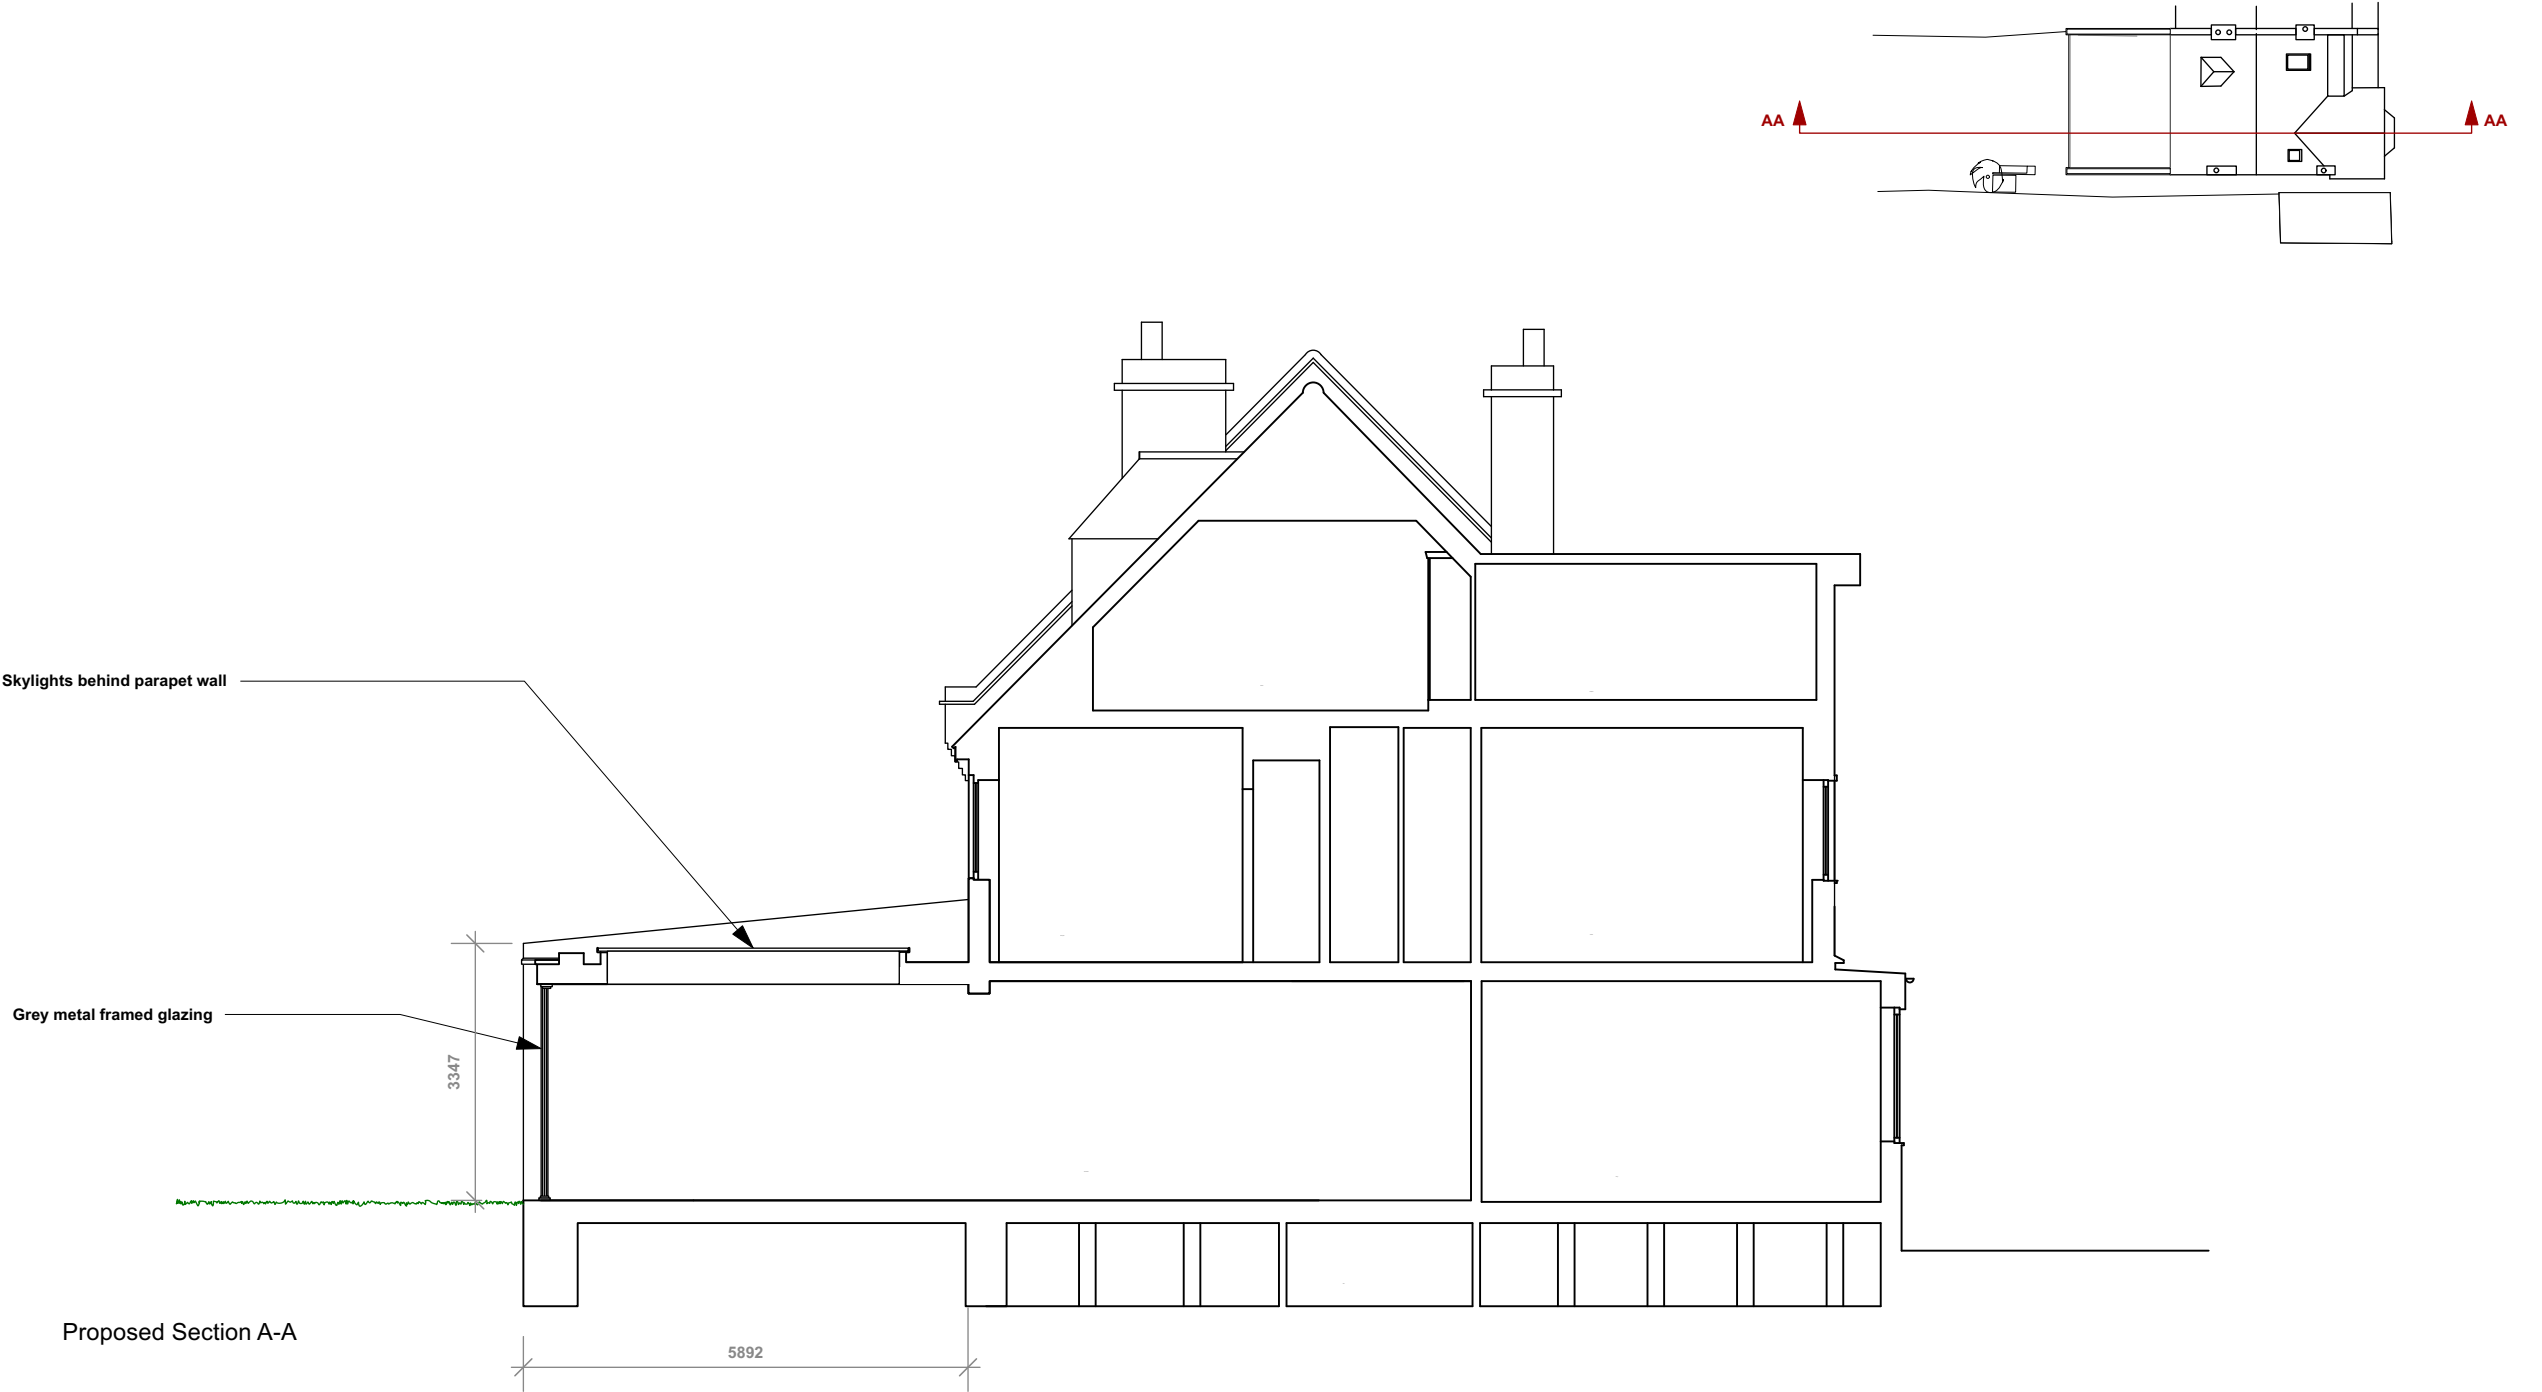 AA
AA
Skylights behind parapet wall
Grey metal framed glazing
3347
Proposed Section A-A
5892